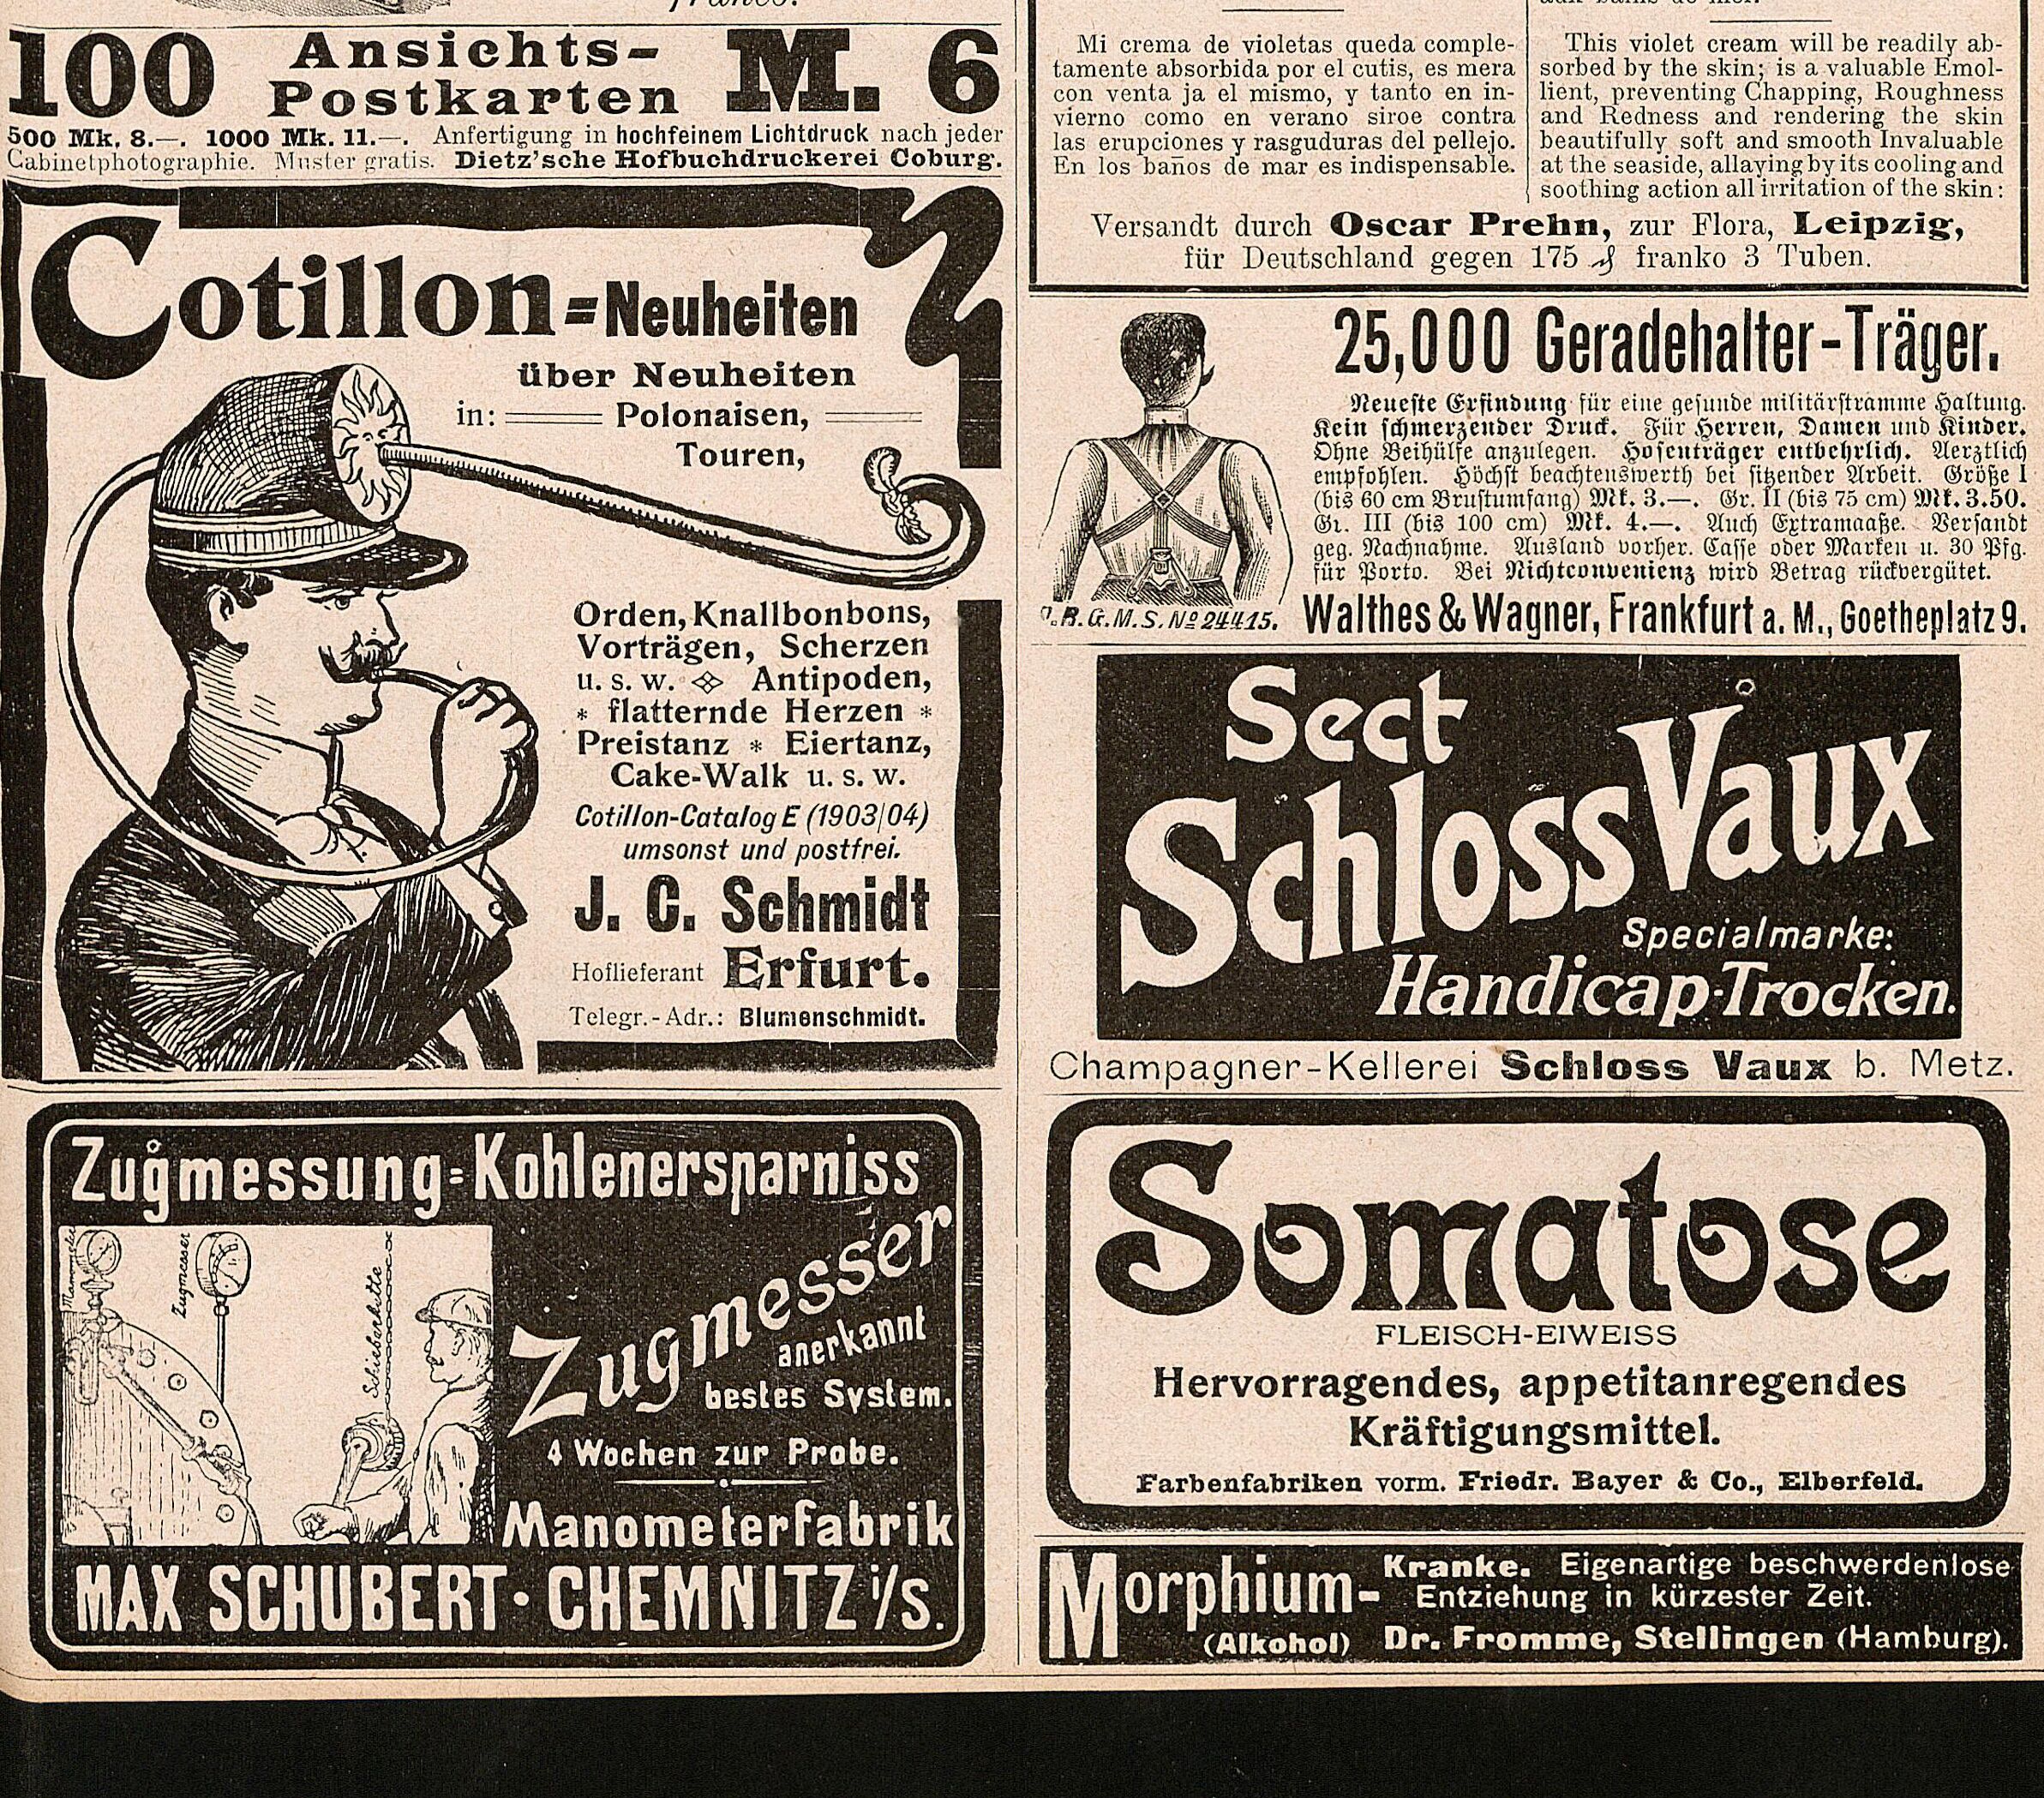 franco.
100 Ansichts-Postkarten M. 6
500 Mk. 8.—. 1000 Mk. 11.—. Anfertigung in hochfeinem Lichtdruck nach jeder
Cabinetphotographie. Muster gratis. Dietz'sche Hofbuchdruckerei Coburg.
Cotillon=Neuheiten
über Neuheiten
in: Polonaisen,
Touren,
Orden, Knallbonbons,
Vorträgen, Scherzen
u. s. w. Antipoden,
* flatternde Herzen *
Preistanz * Eiertanz,
Cake-Walk u. s. w.
Cotillon-Catalog E (1903/04)
umsonst und postfrei.
J. C. Schmidt
Hoflieferant Erfurt.
Telegr.-Adr.: Blumenschmidt.
Zugmessung=Kohlenersparniss
Manometer
Zugmesser
Schieberkette
Zugmesser
anerkannt
bestes System.
4 Wochen zur Probe.
Manometerfabrik
MAX SCHUBERT · CHEMNITZ i/s.
Mi crema de violetas queda comple-
tamente absorbida por el cutis, es mera
con venta ja el mismo, y tanto en in-
vierno como en verano siroe contra
las erupciones y rasguduras del pellejo.
En los baños de mar es indispensable.
aux bains de mer.
This violet cream will be readily ab-
sorbed by the skin; is a valuable Emol-
lient, preventing Chapping, Roughness
and Redness and rendering the skin
beautifully soft and smooth Invaluable
at the seaside, allaying by its cooling and
soothing action all irritation of the skin:
Versandt durch Oscar Prehn, zur Flora, Leipzig,
für Deutschland gegen 175 ₰ franko 3 Tuben.
25,000 Geradehalter-Träger.
Neueste Erfindung für eine gesunde militärstramme Haltung.
Kein schmerzender Druck. Für Herren, Damen und Kinder.
Ohne Beihülfe anzulegen. Hosenträger entbehrlich. Aerztlich
empfohlen. Höchst beachtenswerth bei sitzender Arbeit. Größe I
(bis 60 cm Brustumfang) Mk. 3.—. Gr. II (bis 75 cm) Mk. 3.50.
Gr. III (bis 100 cm) Mk. 4.—. Auch Extramaaße. Versandt
geg. Nachnahme. Ausland vorher. Casse oder Marken u. 30 Pfg.
für Porto. Bei Nichtconvenienz wird Betrag rückvergütet.
D.R.G.M.S. No 24415.
Walthes & Wagner, Frankfurt a. M., Goetheplatz 9.
Sect
Schloss Vaux
Specialmarke:
Handicap-Trocken.
Champagner-Kellerei Schloss Vaux b. Metz.
Somatose
FLEISCH-EIWEISS
Hervorragendes, appetitanregendes
Kräftigungsmittel.
Farbenfabriken vorm. Friedr. Bayer & Co., Elberfeld.
Morphium- Kranke. Eigenartige beschwerdenlose
Entziehung in kürzester Zeit.
(Alkohol) Dr. Fromme, Stellingen (Hamburg).